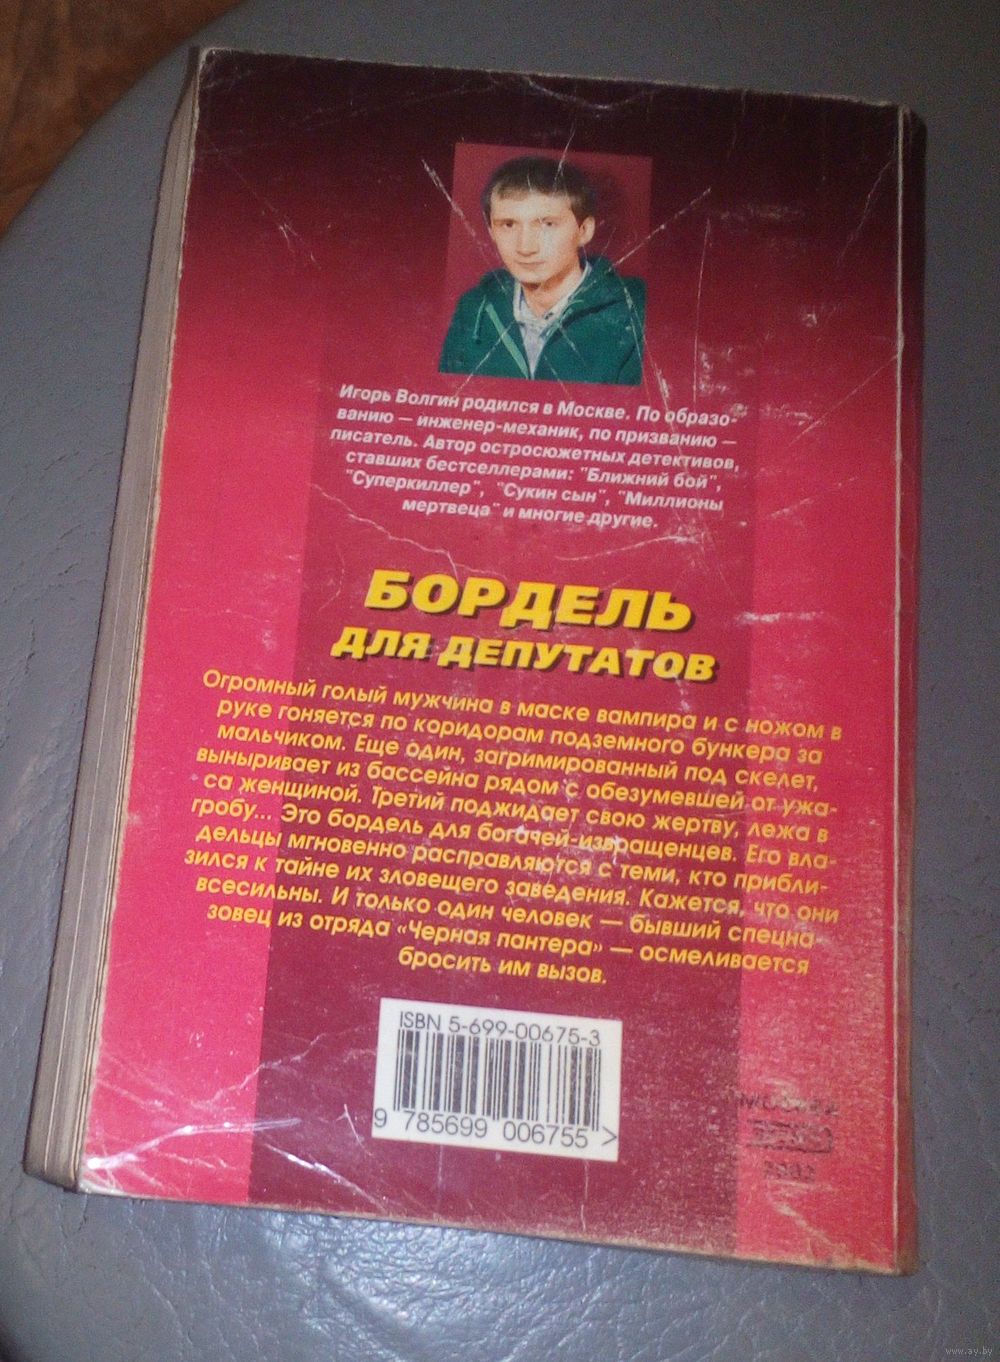 Игорь Волгин родился в Москве. По образо-
ванию — инженер-механик, по призванию —
писатель. Автор остросюжетных детективов,
ставших бестселлерами: "Ближний бой",
"Суперкиллер", "Сукин сын", "Миллионы
мертвеца" и многие другие.
БОРДЕЛЬ
ДЛЯ ДЕПУТАТОВ
Огромный голый мужчина в маске вампира и с ножом в
руке гоняется по коридорам подземного бункера за
мальчиком. Еще один, загримированный под скелет,
выныривает из бассейна рядом с обезумевшей от ужа-
са женщиной. Третий поджидает свою жертву, лежа в
гробу... Это бордель для богачей-извращенцев. Его вла-
дельцы мгновенно расправляются с теми, кто прибли-
зился к тайне их зловещего заведения. Кажется, что они
всесильны. И только один человек — бывший спецна-
зовец из отряда «Черная пантера» — осмеливается
бросить им вызов.
ISBN 5-699-00675-3
9 785699 006755 >
www.ay.by